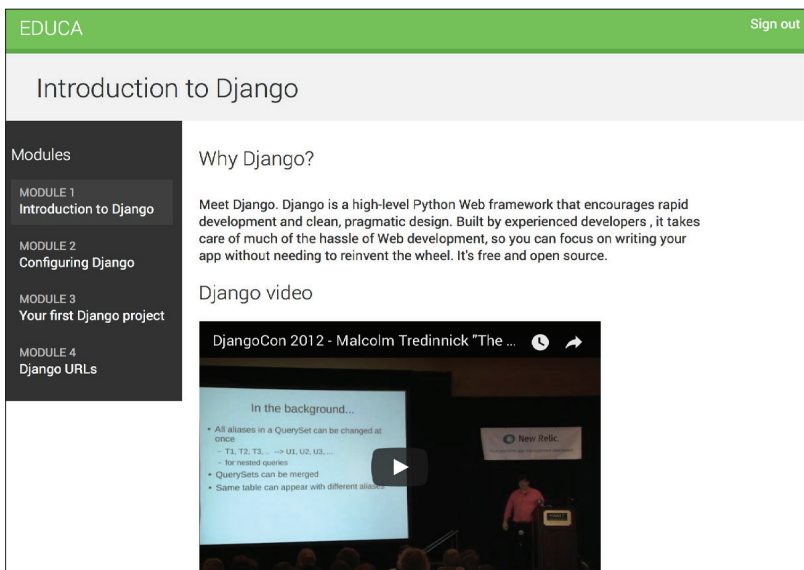 EDUCA
Sign out
Introduction to Django
Modules
MODULE 1
Introduction to Django
MODULE 2
Configuring Django
MODULE 3
Your first Django project
MODULE 4
Django URLs
Why Django?
Meet Django. Django is a high-level Python Web framework that encourages rapid
development and clean, pragmatic design. Built by experienced developers , it takes
care of much of the hassle of Web development, so you can focus on writing your
app without needing to reinvent the wheel. It's free and open source.
Django video
DjangoCon 2012 - Malcolm Tredinnick "The ...
In the background...
• All aliases in a QuerySet can be changed at
once
– T1, T2, T3, .. --> U1, U2, U3, ...
– for nested queries
• QuerySets can be merged
• Same table can appear with different aliases
New Relic.